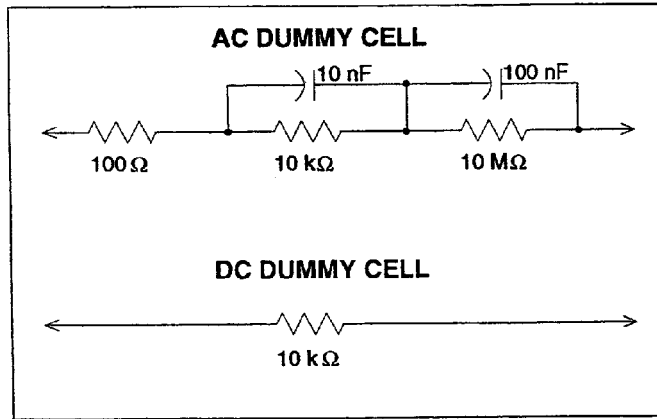 AC DUMMY CELL
10 nF
100 nF
100 Ω
10 kΩ
10 MΩ
DC DUMMY CELL
10 kΩ